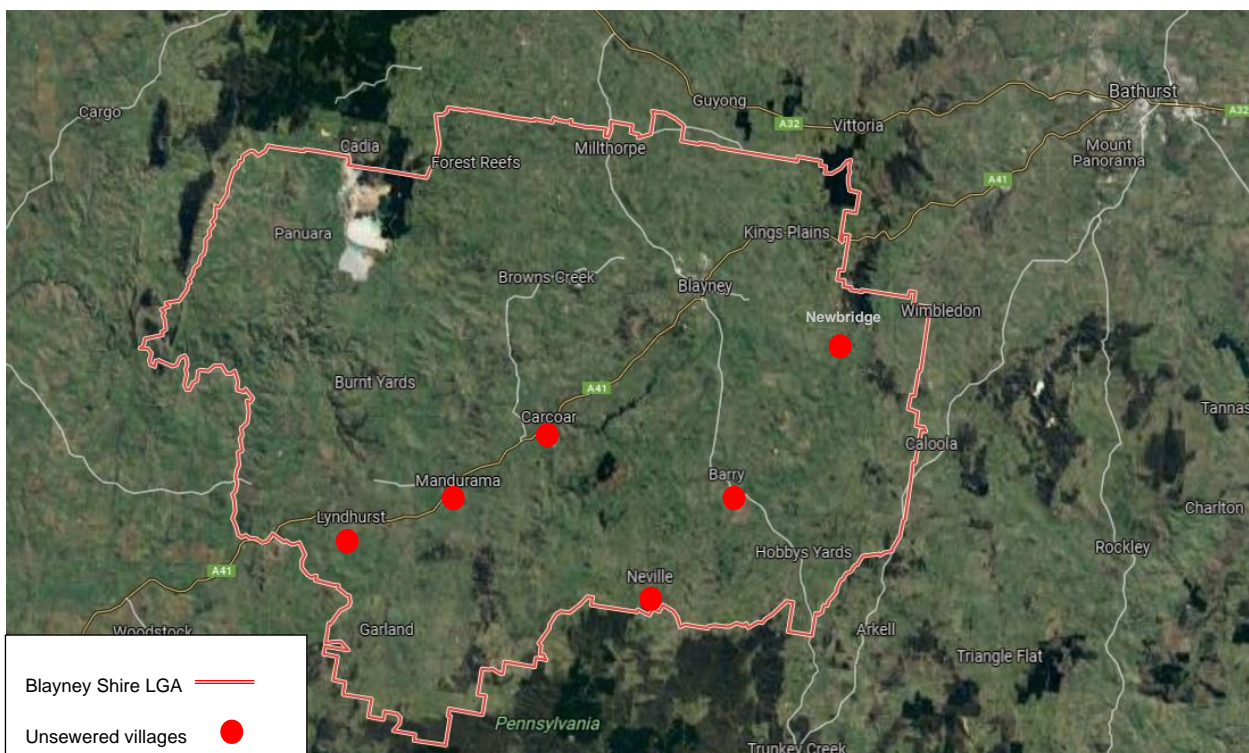 Guyong
Bathurst
A32
A32
Cargo
Vittoria
Cadia
Millthorpe
Mount
Panorama
Forest Reefs
A41
Panuara
Kings Plains
Browns Creek
Blayney
Wimbledon
Newbridge
Burnt Yards
A41
Tannas
Carcoar
Caloola
Mandurama
Barry
Lyndhurst
Charlton
Hobbys Yards
Rockley
A41
Neville
Woodstock
Garland
Arkell
Triangle Flat
Blayney Shire LGA
Pennsylvania
Unsewered villages
Trunkey Creek